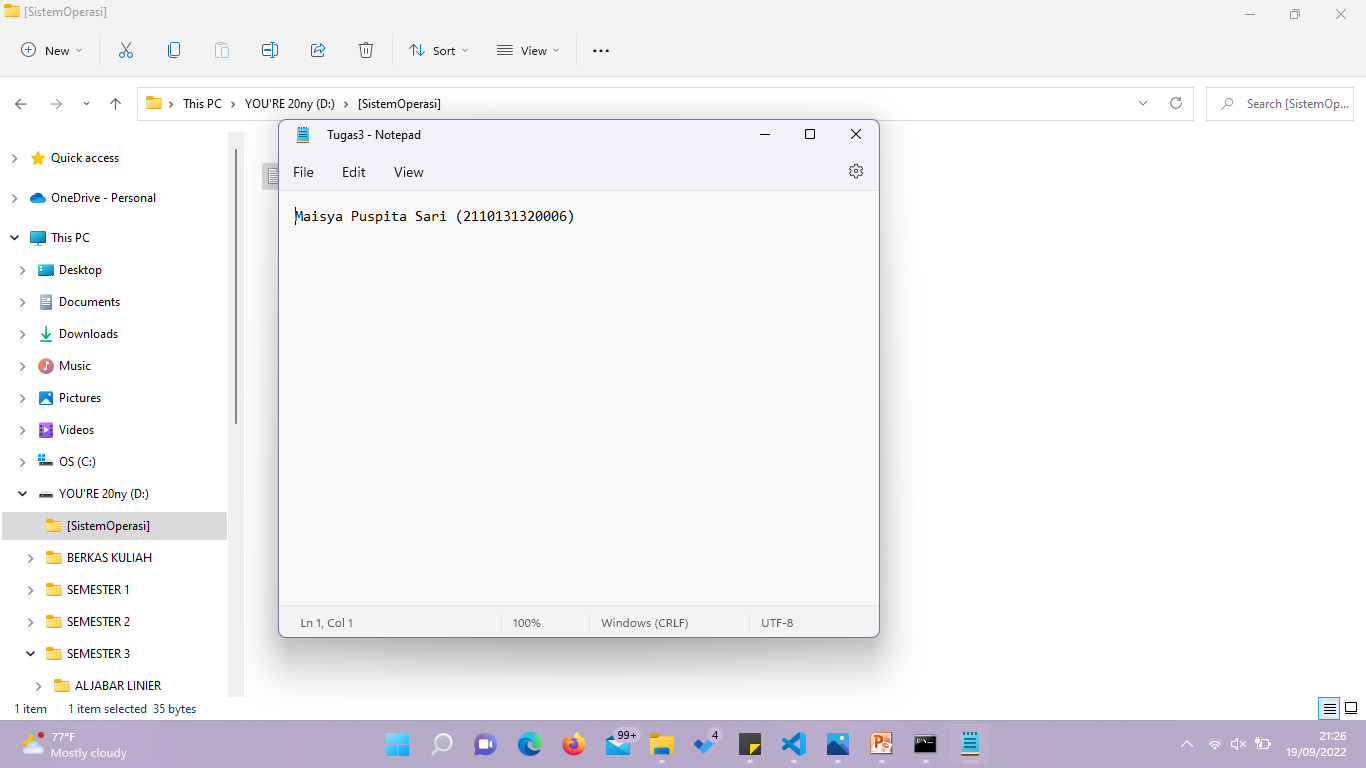 [SistemOperasi]
New
Sort
View
This PC
YOU'RE 20ny (D:)
[SistemOperasi]
Search [SistemOp...
Quick access
OneDrive - Personal
This PC
Desktop
Documents
Downloads
Music
Pictures
Videos
OS (C:)
YOU'RE 20ny (D:)
[SistemOperasi]
BERKAS KULIAH
SEMESTER 1
SEMESTER 2
SEMESTER 3
ALJABAR LINIER
1 item
1 item selected 35 bytes
Tugas3 - Notepad
File
Edit
View
Maisya Puspita Sari (2110131320006)
Ln 1, Col 1
100%
Windows (CRLF)
UTF-8
77°F
Mostly cloudy
99+
4
21:26
19/09/2022